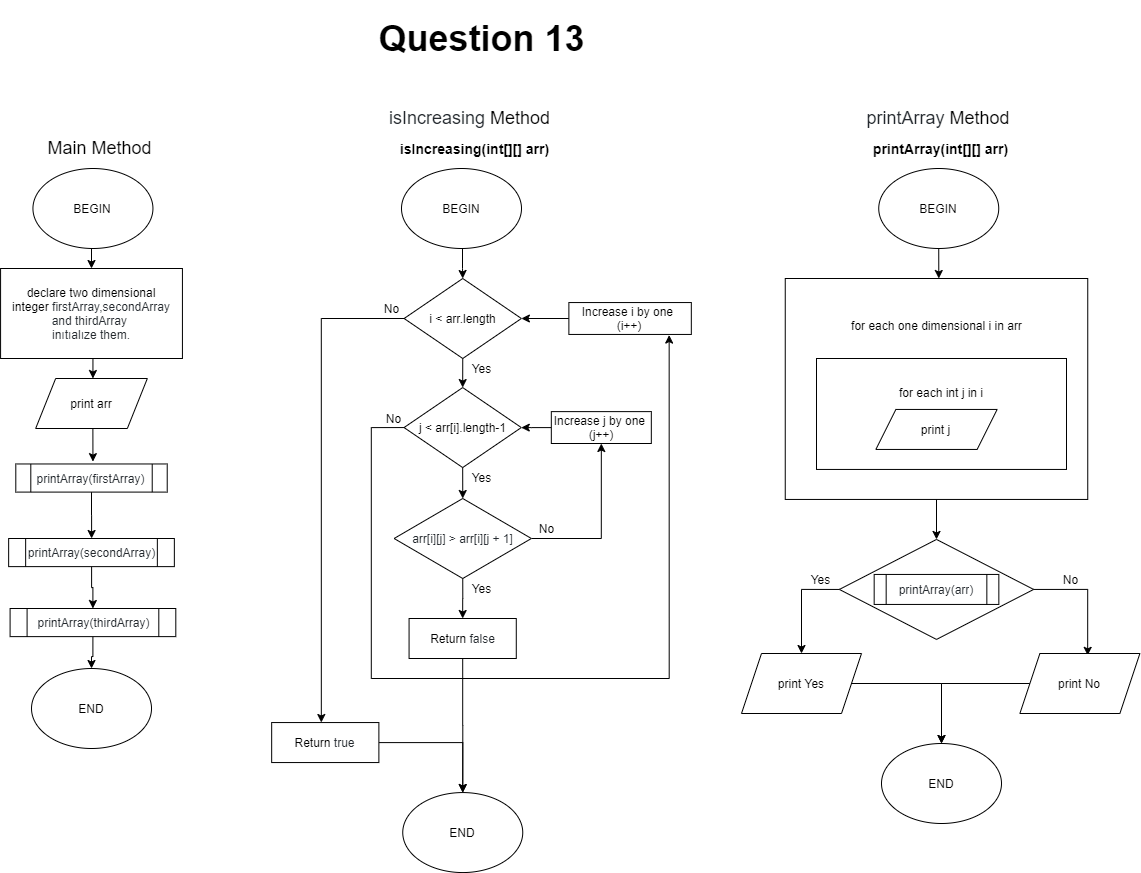 Question 13
Main Method
BEGIN
declare two dimensional
integer firstArray,secondArray
and thirdArray
initialize them.
print arr
printArray(firstArray)
printArray(secondArray)
printArray(thirdArray)
END
isIncreasing Method
isIncreasing(int[][] arr)
BEGIN
No
i < arr.length
Increase i by one
(i++)
Yes
No
j < arr[i].length-1
Increase j by one
(j++)
Yes
arr[i][j] > arr[i][j + 1]
No
Yes
Return false
Return true
END
printArray Method
printArray(int[][] arr)
BEGIN
for each one dimensional i in arr
for each int j in i
print j
Yes
printArray(arr)
No
print Yes
print No
END